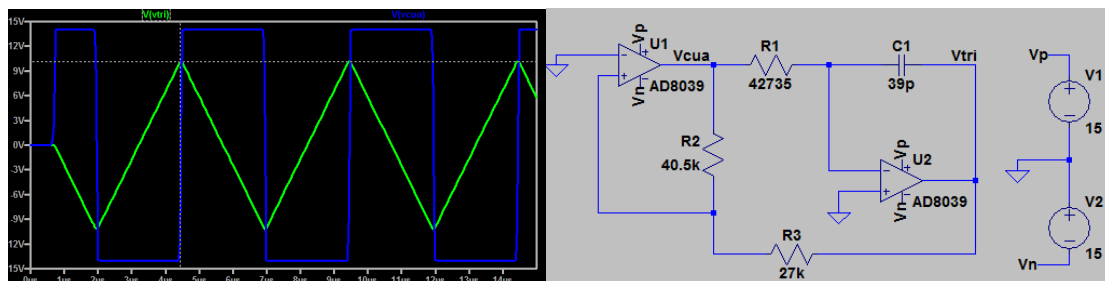 V(vtri) V(vcua)
15V
12V
9V
6V
3V
0V
-3V
-6V
-9V
-12V
-15V
0µs 1µs 2µs 3µs 4µs 5µs 6µs 7µs 8µs 9µs 10µs 11µs 12µs 13µs 14µs
Vp
U1
Vn
AD8039
Vcua
R1
42735
C1
39p
Vtri
R2
40.5k
Vp
U2
Vn
AD8039
R3
27k
Vp
V1
15
V2
15
Vn